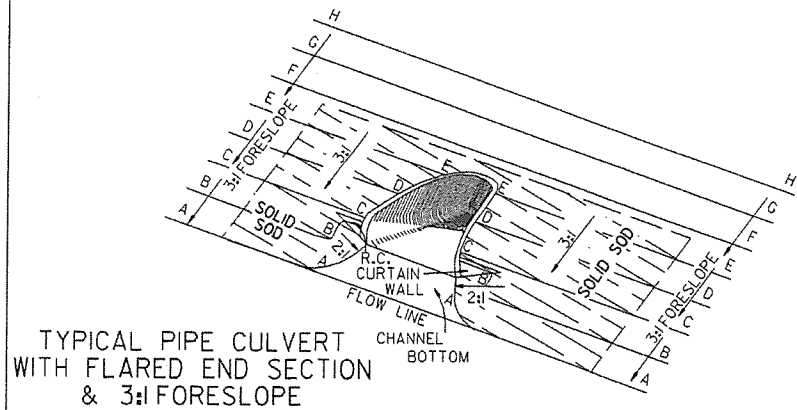 H
G
F
E
D
C
B
A
3:1 FORESLOPE
3:1
SOLID
SOD
E
D
C
B
A
2:1
E
D
C
B
A
2:1
R.C.
CURTAIN
WALL
FLOW LINE
CHANNEL
BOTTOM
3:1
SOLID SOD
H
G
F
E
D
C
B
A
3:1 FORESLOPE
TYPICAL PIPE CULVERT
WITH FLARED END SECTION
& 3:1 FORESLOPE